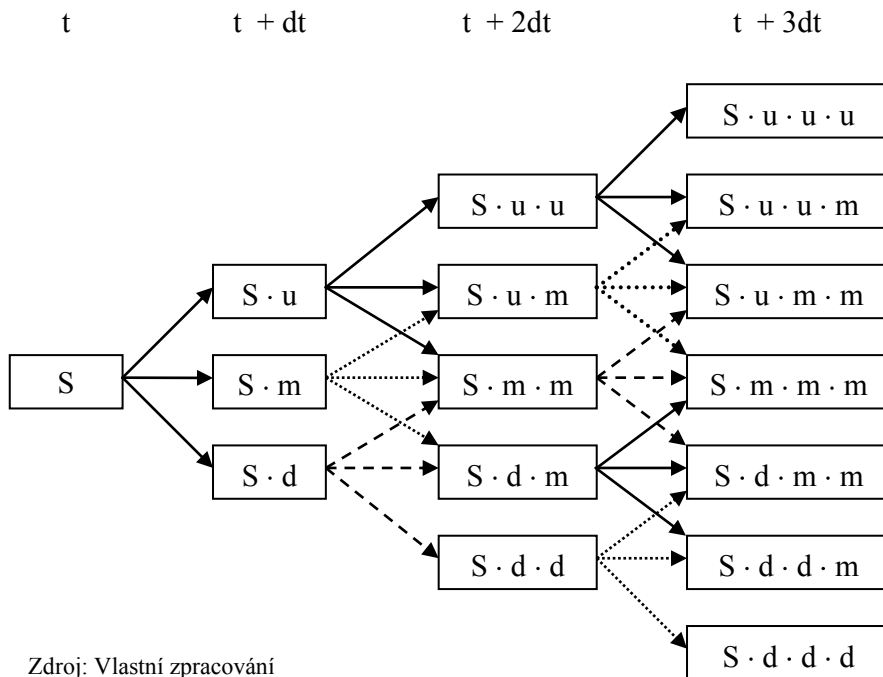 t t + dt t + 2dt t + 3dt
S · u · u · u
S · u · u S · u · u · m
S · u S · u · m S · u · m · m
S S · m S · m · m S · m · m · m
S · d S · d · m S · d · m · m
S · d · d S · d · d · m
S · d · d · d
Zdroj: Vlastní zpracování